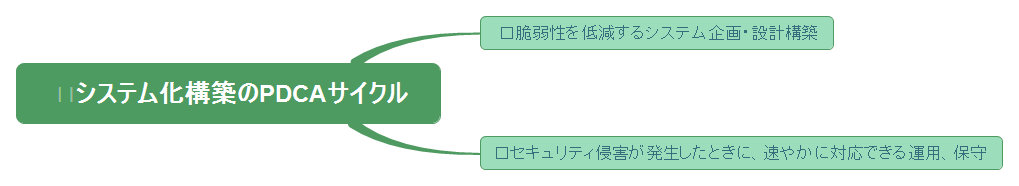 □脆弱性を低減するシステム企画・設計構築
システム化構築のPDCAサイクル
□セキュリティ侵害が発生したときに、速やかに対応できる運用、保守